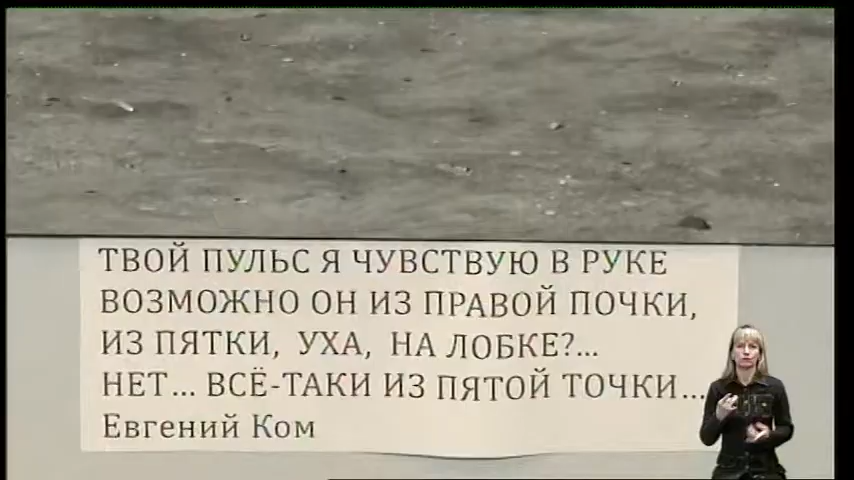 ТВОЙ ПУЛЬС Я ЧУВСТВУЮ В РУКЕ
ВОЗМОЖНО ОН ИЗ ПРАВОЙ ПОЧКИ,
ИЗ ПЯТКИ, УХА, НА ЛОБКЕ?...
НЕТ... ВСЁ-ТАКИ ИЗ ПЯТОЙ ТОЧКИ...
Евгений Ком